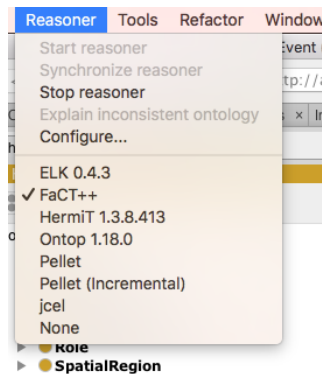 Reasoner Tools Refactor Window
Start reasoner
Synchronize reasoner
Stop reasoner
Explain inconsistent ontology
Configure...
ELK 0.4.3
✓ FaCT++
HermiT 1.3.8.413
Ontop 1.18.0
Pellet
Pellet (Incremental)
jcel
None
Role
SpatialRegion